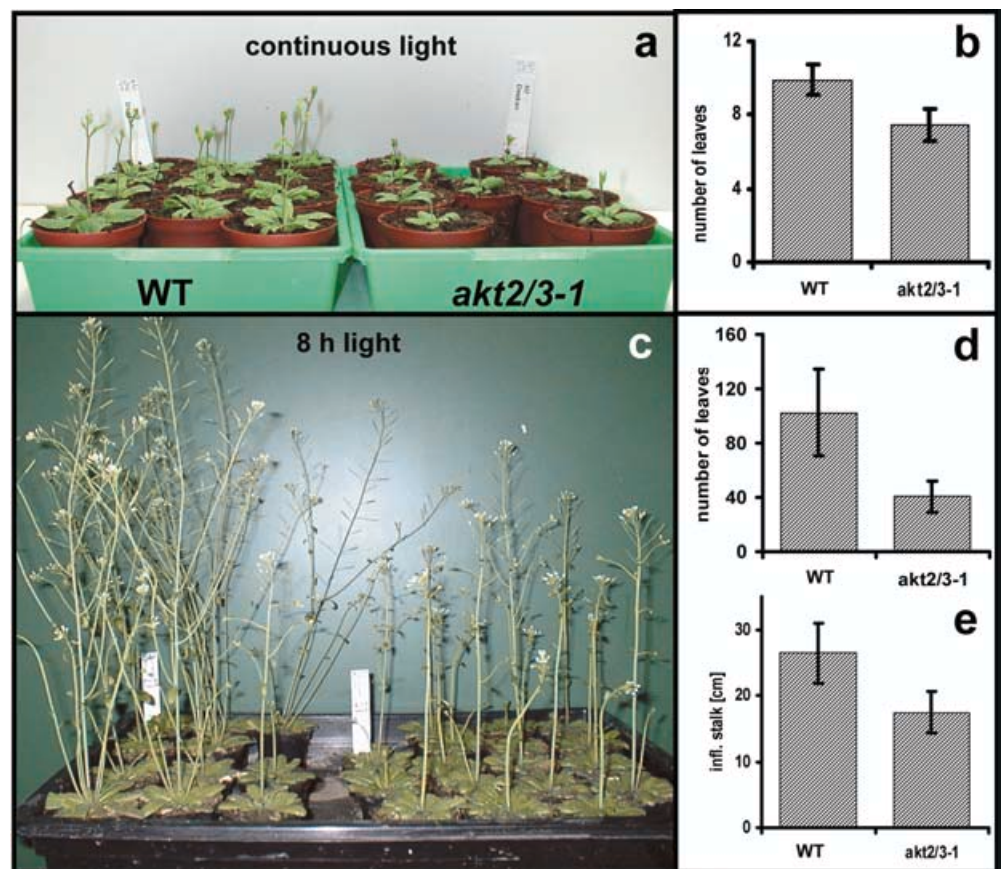 continuous light
a
WT
akt2/3-1
b
12
8
4
0
number of leaves
WT
akt2/3-1
8 h light
c
d
160
120
80
40
0
number of leaves
WT
akt2/3-1
e
30
20
10
0
infl. stalk [cm]
WT
akt2/3-1